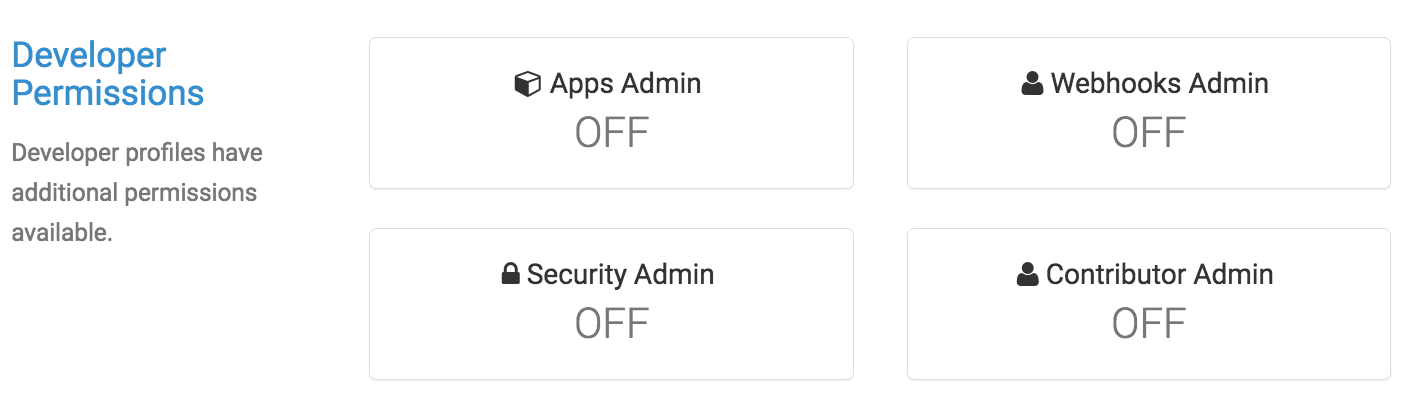 Developer
Permissions
Developer profiles have
additional permissions
available.
Apps Admin
OFF
Webhooks Admin
OFF
Security Admin
OFF
Contributor Admin
OFF